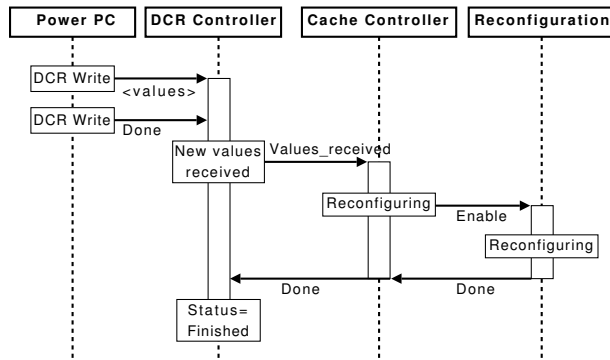 Power PC
DCR Controller
Cache Controller
Reconfiguration
DCR Write
<values>
DCR Write
Done
New values
received
Values_received
Reconfiguring
Enable
Reconfiguring
Done
Done
Status=
Finished